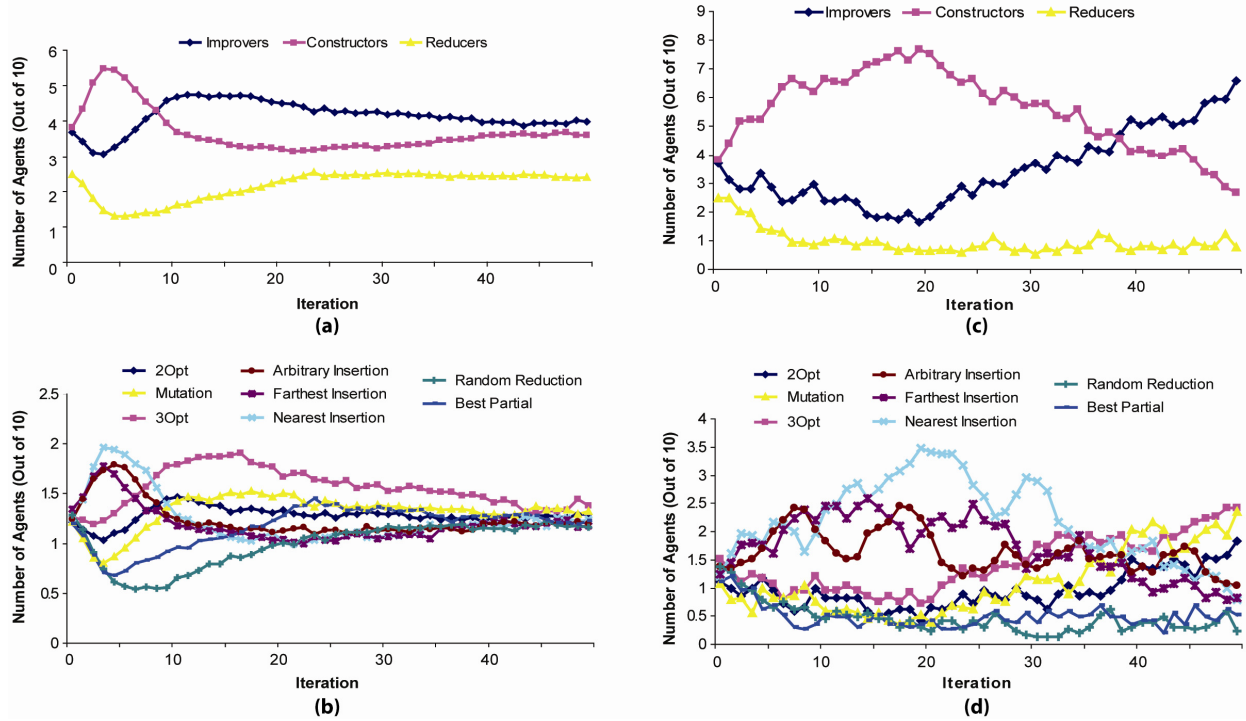 Improvers Constructors Reducers
Number of Agents (Out of 10)
6
5
4
3
2
1
0
0 10 20 30 40
Iteration
(a)
Improvers Constructors Reducers
Number of Agents (Out of 10)
9
8
7
6
5
4
3
2
1
0
0 10 20 30 40
Iteration
(c)
2Opt Arbitrary Insertion Random Reduction
Mutation Farthest Insertion Best Partial
3Opt Nearest Insertion
Number of Agents (Out of 10)
2.5
2
1.5
1
0.5
0
0 10 20 30 40
Iteration
(b)
2Opt Arbitrary Insertion Random Reduction
Mutation Farthest Insertion Best Partial
3Opt Nearest Insertion
Number of Agents (Out of 10)
4
3.5
3
2.5
2
1.5
1
0.5
0
0 10 20 30 40
Iteration
(d)